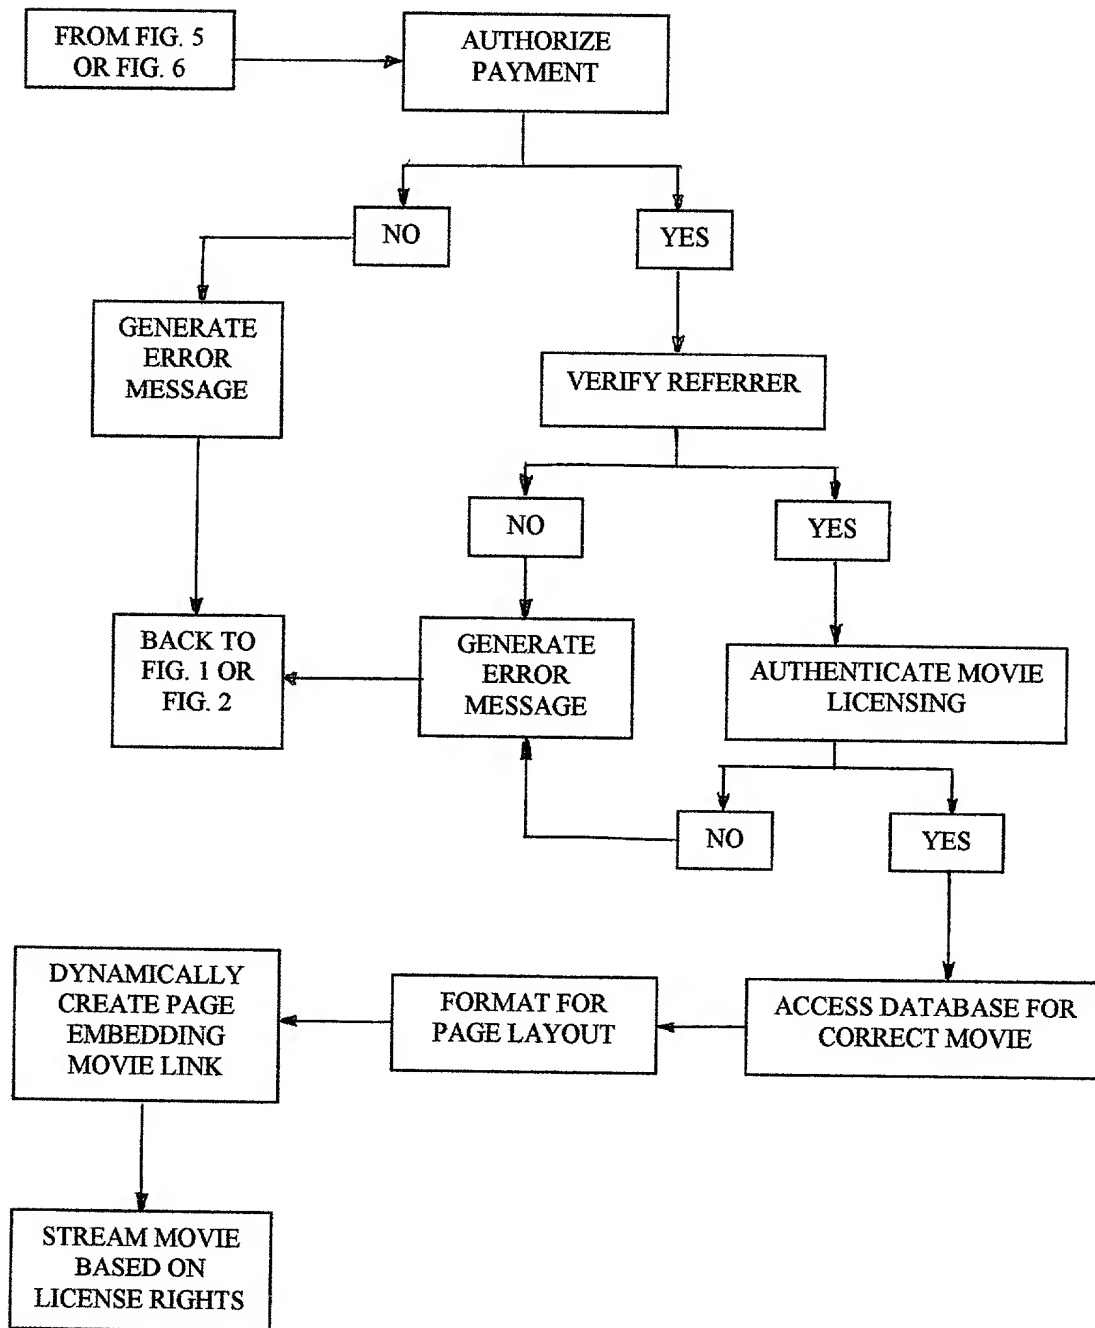 FROM FIG. 5
OR FIG. 6
AUTHORIZE
PAYMENT
NO
YES
GENERATE
ERROR
MESSAGE
VERIFY REFERRER
NO
YES
BACK TO
FIG. 1 OR
FIG. 2
GENERATE
ERROR
MESSAGE
AUTHENTICATE MOVIE
LICENSING
NO
YES
DYNAMICALLY
CREATE PAGE
EMBEDDING
MOVIE LINK
FORMAT FOR
PAGE LAYOUT
ACCESS DATABASE FOR
CORRECT MOVIE
STREAM MOVIE
BASED ON
LICENSE RIGHTS